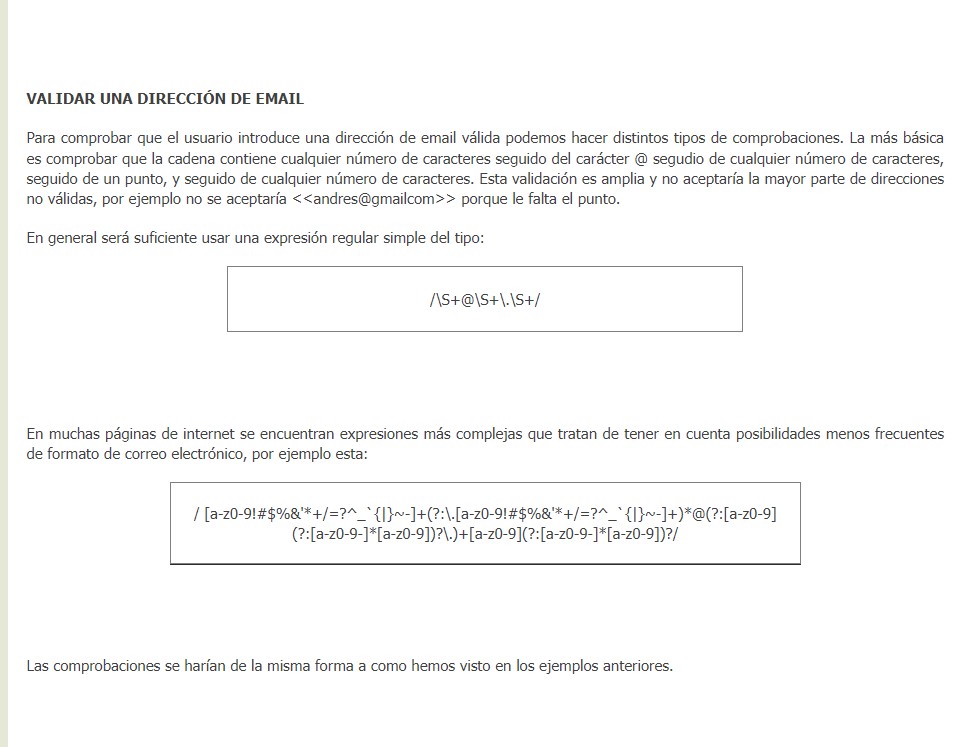 VALIDAR UNA DIRECCIÓN DE EMAIL
Para comprobar que el usuario introduce una dirección de email válida podemos hacer distintos tipos de comprobaciones. La más básica
es comprobar que la cadena contiene cualquier número de caracteres seguido del carácter @ segudio de cualquier número de caracteres,
seguido de un punto, y seguido de cualquier número de caracteres. Esta validación es amplia y no aceptaría la mayor parte de direcciones
no válidas, por ejemplo no se aceptaría <<andres@gmailcom>> porque le falta el punto.
En general será suficiente usar una expresión regular simple del tipo:
/\S+@\S+\.\S+/
En muchas páginas de internet se encuentran expresiones más complejas que tratan de tener en cuenta posibilidades menos frecuentes
de formato de correo electrónico, por ejemplo esta:
/ [a-z0-9!#$%&'*+/=?^_`{|}~-]+(?:\.[a-z0-9!#$%&'*+/=?^_`{|}~-]+)*@(?:[a-z0-9]
(?:[a-z0-9-]*[a-z0-9])?\.)+[a-z0-9](?:[a-z0-9-]*[a-z0-9])?/
Las comprobaciones se harían de la misma forma a como hemos visto en los ejemplos anteriores.